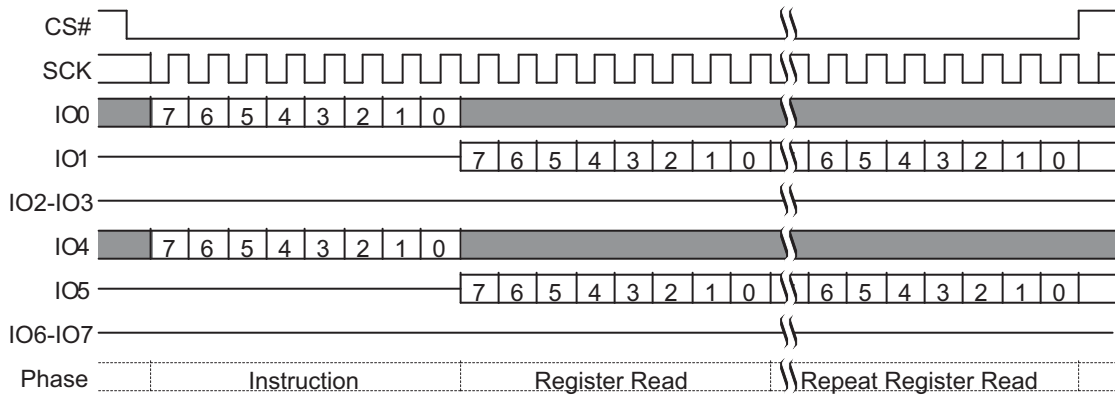 CS#
SCK
IO0 7 6 5 4 3 2 1 0
IO1 7 6 5 4 3 2 1 0 6 5 4 3 2 1 0
IO2-IO3
IO4 7 6 5 4 3 2 1 0
IO5 7 6 5 4 3 2 1 0 6 5 4 3 2 1 0
IO6-IO7
Phase Instruction Register Read Repeat Register Read